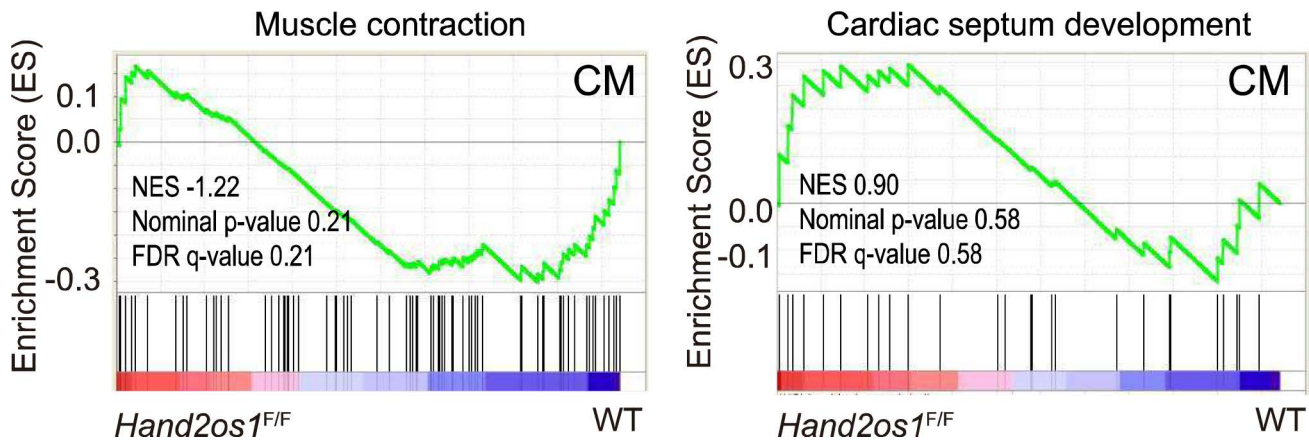 Muscle contraction
Enrichment Score (ES)
0.1
0.0
-0.3
CM
NES -1.22
Nominal p-value 0.21
FDR q-value 0.21
Hand2os1F/F
WT
Cardiac septum development
Enrichment Score (ES)
0.3
0.0
-0.1
CM
NES 0.90
Nominal p-value 0.58
FDR q-value 0.58
Hand2os1F/F
WT